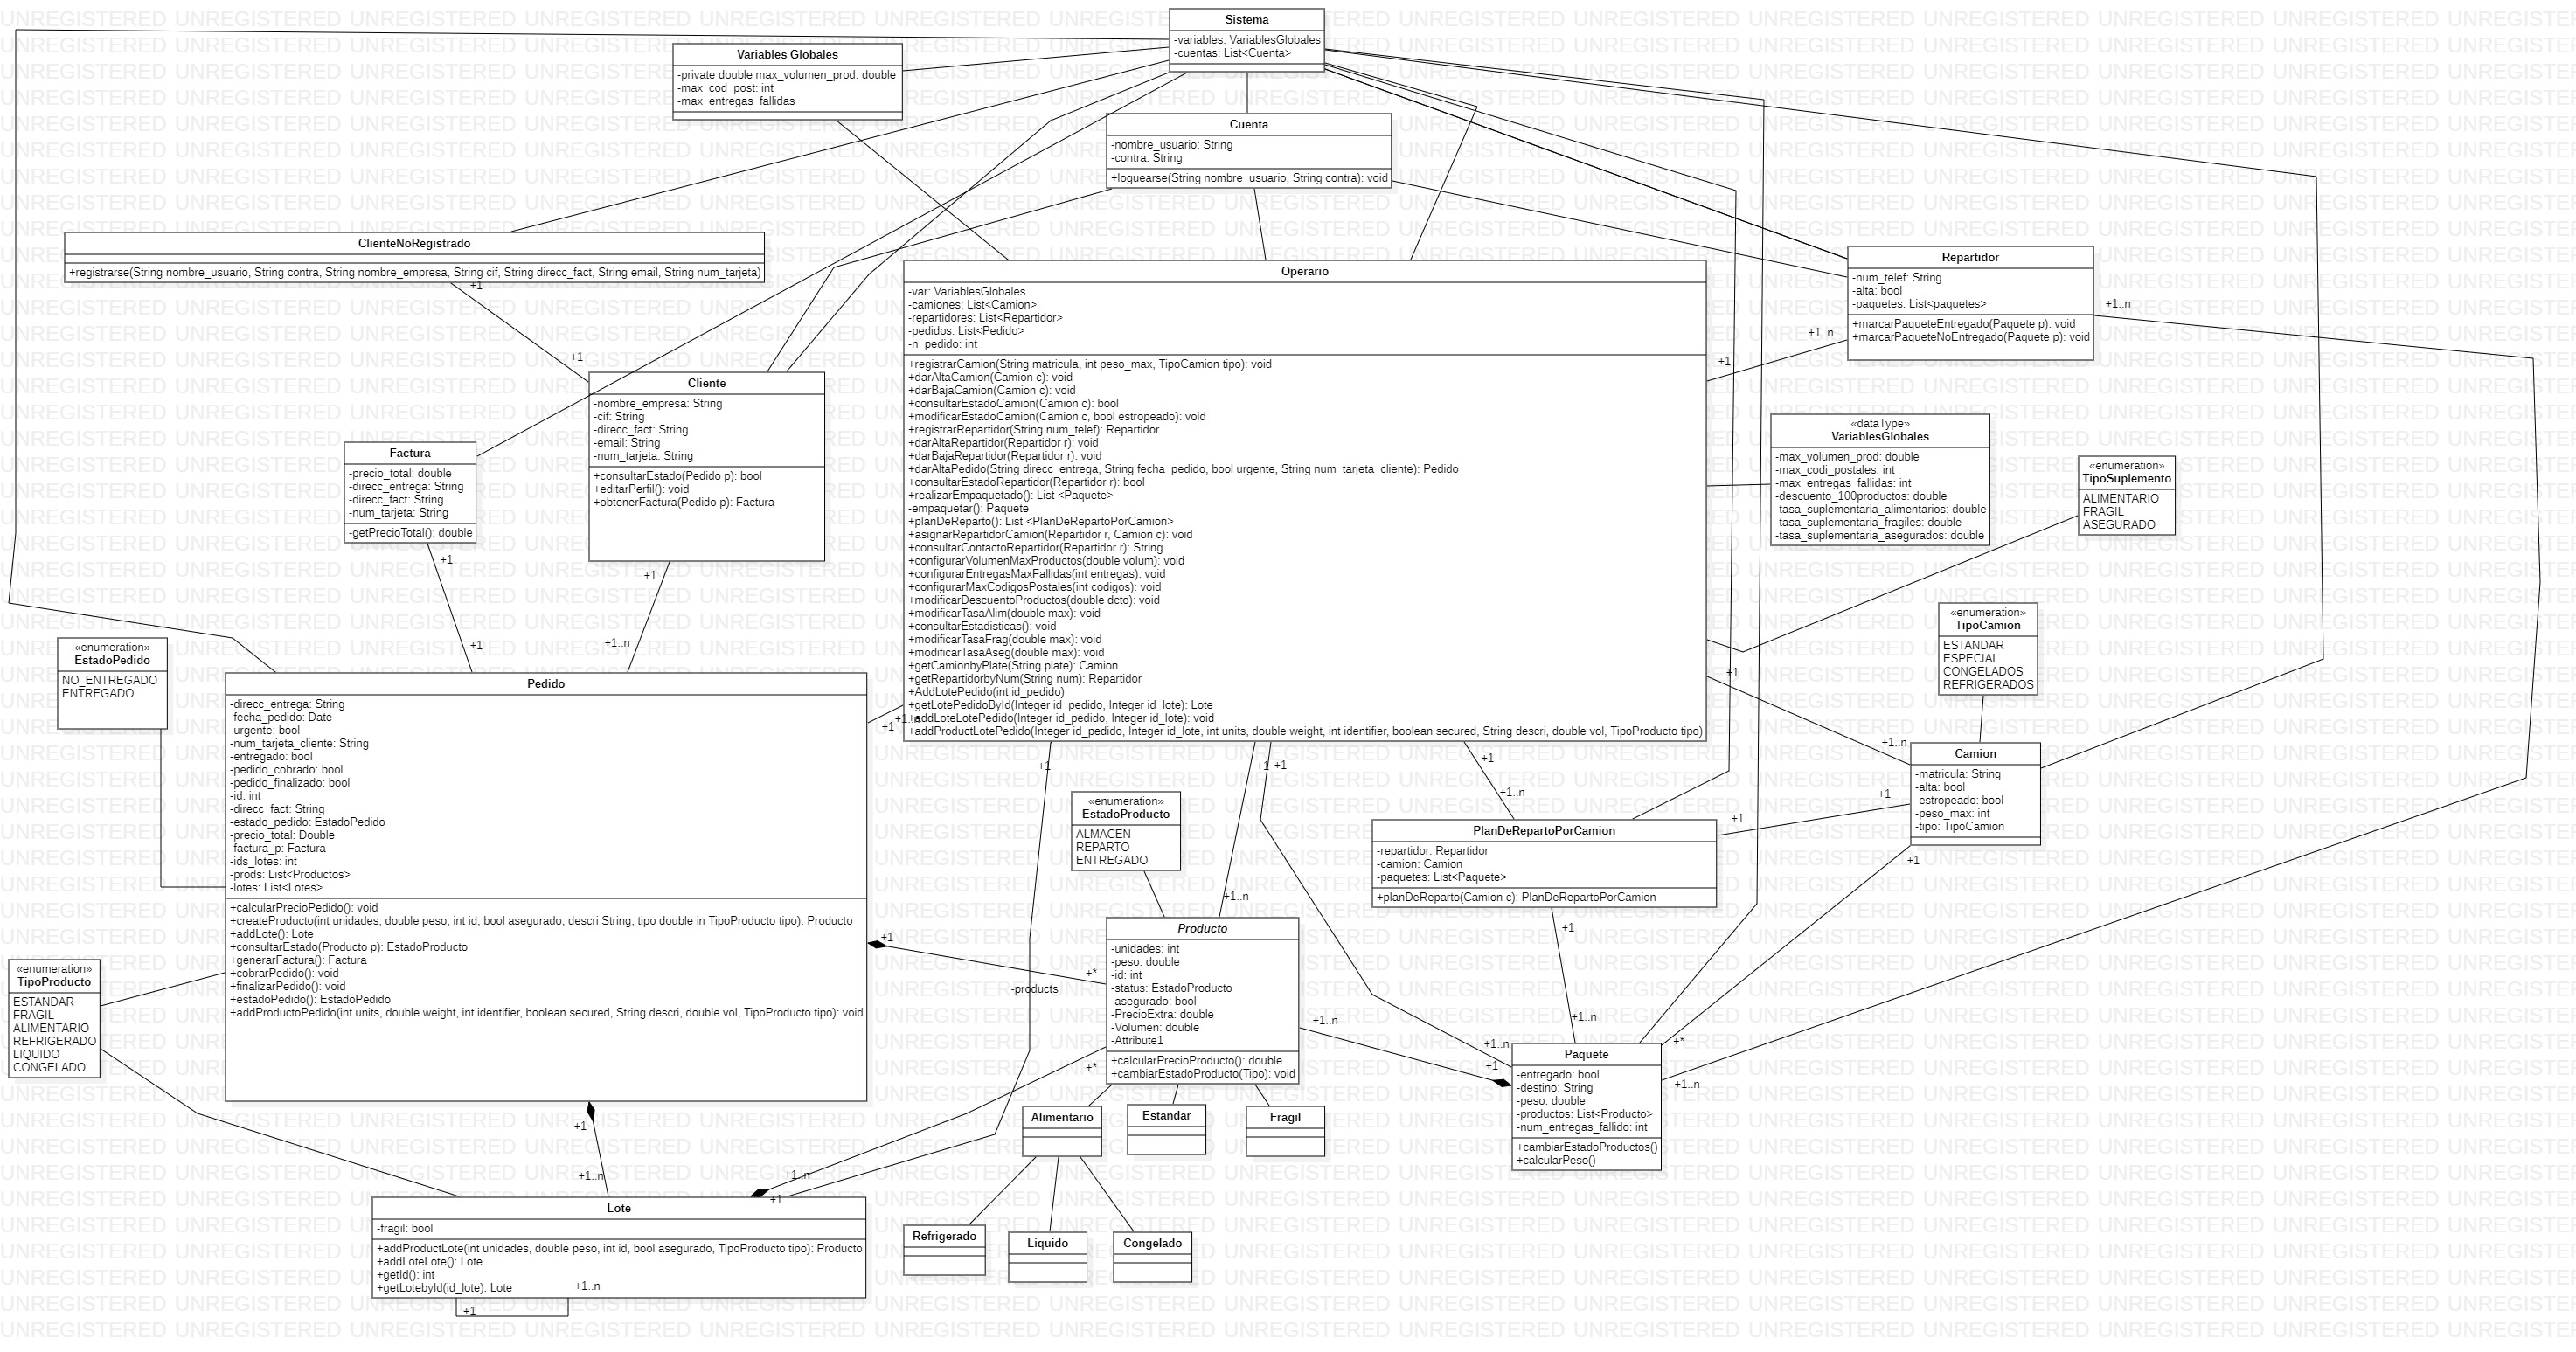 Sistema
-variables: VariablesGlobales
-cuentas: List<Cuenta>
Variables Globales
-private double max_volumen_prod: double
-max_cod_post: int
-max_entregas_fallidas
Cuenta
-nombre_usuario: String
-contra: String
+loguearse(String nombre_usuario, String contra): void
ClienteNoRegistrado
+registrarse(String nombre_usuario, String contra, String nombre_empresa, String cif, String direcc_fact, String email, String num_tarjeta)
+1
+1
Operario
-var: VariablesGlobales
-camiones: List<Camion>
-repartidores: List<Repartidor>
-pedidos: List<Pedido>
-n_pedido: int
+registrarCamion(String matricula, int peso_max, TipoCamion tipo): void
+darAltaCamion(Camion c): void
+darBajaCamion(Camion c): void
+consultarEstadoCamion(Camion c): bool
+modificarEstadoCamion(Camion c, bool estropeado): void
+registrarRepartidor(String num_telef): Repartidor
+darAltaRepartidor(Repartidor r): void
+darBajaRepartidor(Repartidor r): void
+darAltaPedido(String direcc_entrega, String fecha_pedido, bool urgente, String num_tarjeta_cliente): Pedido
+consultarEstadoRepartidor(Repartidor r): bool
+realizarEmpaquetado(): List <Paquete>
-empaquetar(): Paquete
+planDeReparto(): List <PlanDeRepartoPorCamion>
+asignarRepartidorCamion(Repartidor r, Camion c): void
+consultarContactoRepartidor(Repartidor r): String
+configurarVolumenMaxProductos(double volum): void
+configurarEntregasMaxFallidas(int entregas): void
+configurarMaxCodigosPostales(int codigos): void
+modificarDescuentoProductos(double dcto): void
+modificarTasaAlim(double max): void
+consultarEstadisticas(): void
+modificarTasaFrag(double max): void
+modificarTasaAseg(double max): void
+getCamionbyPlate(String plate): Camion
+getRepartidorbyNum(String num): Repartidor
+AddLotePedido(int id_pedido)
+getLotePedidoById(Integer id_pedido, Integer id_lote): Lote
+addLoteLotePedido(Integer id_pedido, Integer id_lote): void
+addProductLotePedido(Integer id_pedido, Integer id_lote, int units, double weight, int identifier, boolean secured, String descri, double vol, TipoProducto tipo)
Repartidor
-num_telef: String
-alta: bool
-paquetes: List<paquetes>
+marcarPaqueteEntregado(Paquete p): void
+marcarPaqueteNoEntregado(Paquete p): void
+1..n
+1..n
+1
Cliente
-nombre_empresa: String
-cif: String
-direcc_fact: String
-email: String
-num_tarjeta: String
+consultarEstado(Pedido p): bool
+editarPerfil(): void
+obtenerFactura(Pedido p): Factura
+1
+1..n
Factura
-precio_total: double
-direcc_entrega: String
-direcc_fact: String
-num_tarjeta: String
-getPrecioTotal(): double
+1
+1
«dataType»
VariablesGlobales
-max_volumen_prod: double
-max_codi_postales: int
-max_entregas_fallidas: int
-descuento_100productos: double
-tasa_suplementaria_alimentarios: double
-tasa_suplementaria_fragiles: double
-tasa_suplementaria_asegurados: double
«enumeration»
TipoSuplemento
ALIMENTARIO
FRAGIL
ASEGURADO
«enumeration»
TipoCamion
ESTANDAR
ESPECIAL
CONGELADOS
REFRIGERADOS
«enumeration»
EstadoPedido
NO_ENTREGADO
ENTREGADO
Pedido
-direcc_entrega: String
-fecha_pedido: Date
-urgente: bool
-num_tarjeta_cliente: String
-entregado: bool
-pedido_cobrado: bool
-pedido_finalizado: bool
-id: int
-direcc_fact: String
-estado_pedido: EstadoPedido
-precio_total: Double
-factura_p: Factura
-ids_lotes: int
-prods: List<Productos>
-lotes: List<Lotes>
+calcularPrecioPedido(): void
+createProducto(int unidades, double peso, int id, bool asegurado, descri String, tipo double in TipoProducto tipo): Producto
+addLote(): Lote
+consultarEstado(Producto p): EstadoProducto
+generarFactura(): Factura
+cobrarPedido(): void
+finalizarPedido(): void
+estadoPedido(): EstadoPedido
+addProductoPedido(int units, double weight, int identifier, boolean secured, String descri, double vol, TipoProducto tipo): void
+1
+1..n
+1
+1..n
Camion
-matricula: String
-alta: bool
-estropeado: bool
-peso_max: int
-tipo: TipoCamion
+1
+1
+1
+1
+1
+1..n
+1
+1
«enumeration»
EstadoProducto
ALMACEN
REPARTO
ENTREGADO
PlanDeRepartoPorCamion
-repartidor: Repartidor
-camion: Camion
-paquetes: List<Paquete>
+planDeReparto(Camion c): PlanDeRepartoPorCamion
+1..n
+1
+1..n
+1
+*
-products
Producto
-unidades: int
-peso: double
-id: int
-status: EstadoProducto
-asegurado: bool
-PrecioExtra: double
-Volumen: double
-Attribute1
+calcularPrecioProducto(): double
+cambiarEstadoProducto(Tipo): void
+1..n
+1..n
+1
+*
+1..n
«enumeration»
TipoProducto
ESTANDAR
FRAGIL
ALIMENTARIO
REFRIGERADO
LIQUIDO
CONGELADO
Paquete
-entregado: bool
-destino: String
-peso: double
-productos: List<Producto>
-num_entregas_fallido: int
+cambiarEstadoProductos()
+calcularPeso()
+*
Alimentario
Estandar
Fragil
+1
+1..n
+1..n
+1
Lote
-fragil: bool
+addProductLote(int unidades, double peso, int id, bool asegurado, TipoProducto tipo): Producto
+addLoteLote(): Lote
+getId(): int
+getLotebyId(id_lote): Lote
+1..n
+1
Refrigerado
Liquido
Congelado
UNREGISTERED